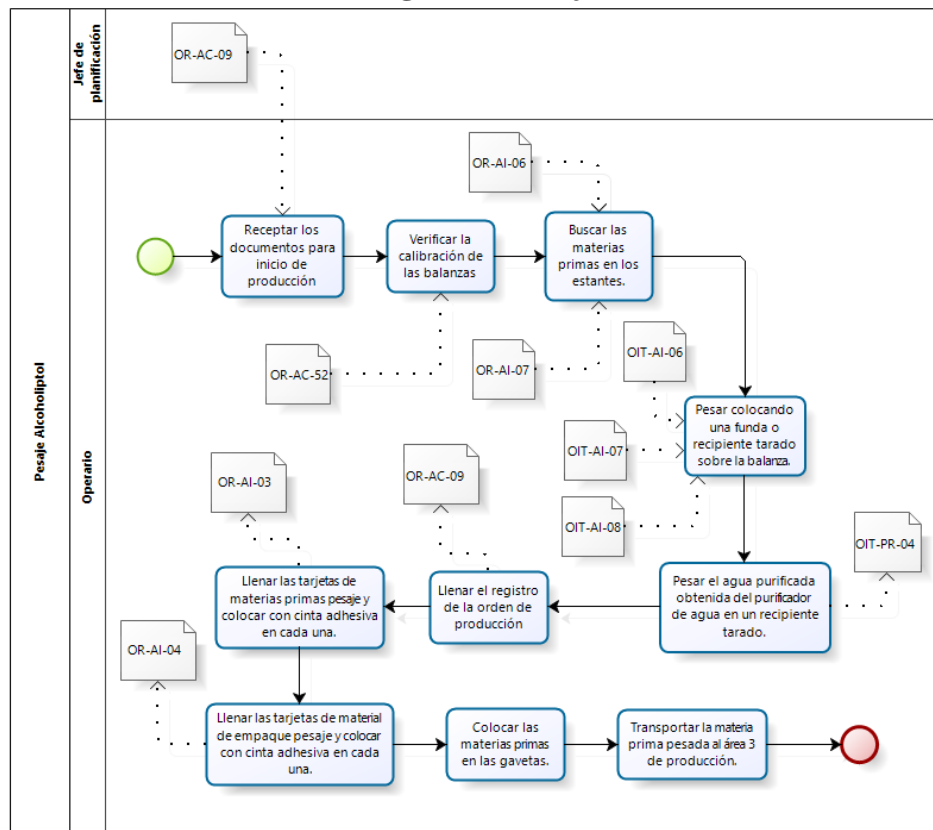 Pesaje Alcoholiptol
Jefe de
planificación
OR-AC-09
Operario
OR-AI-06
Receptar los
documentos para
inicio de
producción
Verificar la
calibración de
las balanzas
Buscar las
materias
primas en los
estantes.
OR-AC-52
OR-AI-07
OIT-AI-06
Pesar colocando
una funda o
recipiente tarado
sobre la balanza.
OIT-AI-07
OIT-AI-08
OR-AI-03
OR-AC-09
OIT-PR-04
Llenar las tarjetas de
materias primas pesaje y
colocar con cinta adhesiva
en cada una.
Llenar el registro
de la orden de
producción
Pesar el agua purificada
obtenida del purificador
de agua en un recipiente
tarado.
OR-AI-04
Llenar las tarjetas de material
de empaque pesaje y colocar
con cinta adhesiva en cada
una.
Colocar las
materias primas
en las gavetas.
Transportar la materia
prima pesada al área 3
de producción.